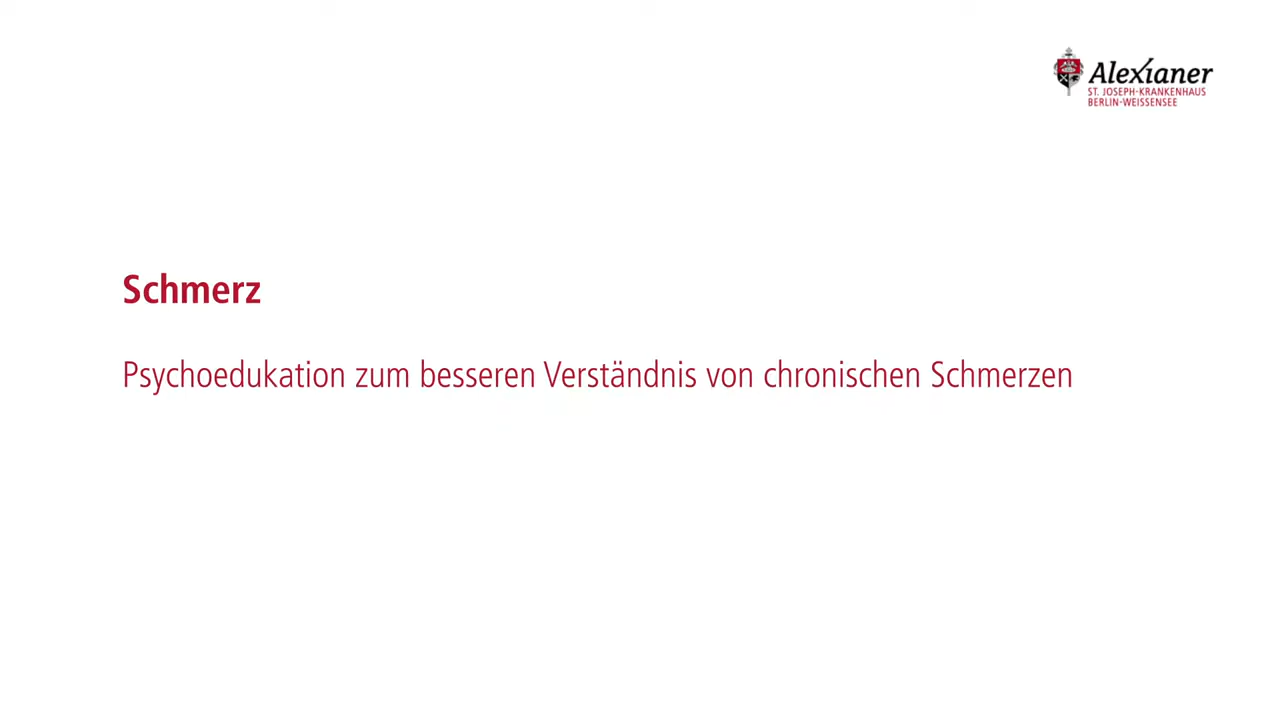 Alexianer
ST. JOSEPH-KRANKENHAUS
BERLIN-WEISSENSEE
Schmerz
Psychoedukation zum besseren Verständnis von chronischen Schmerzen